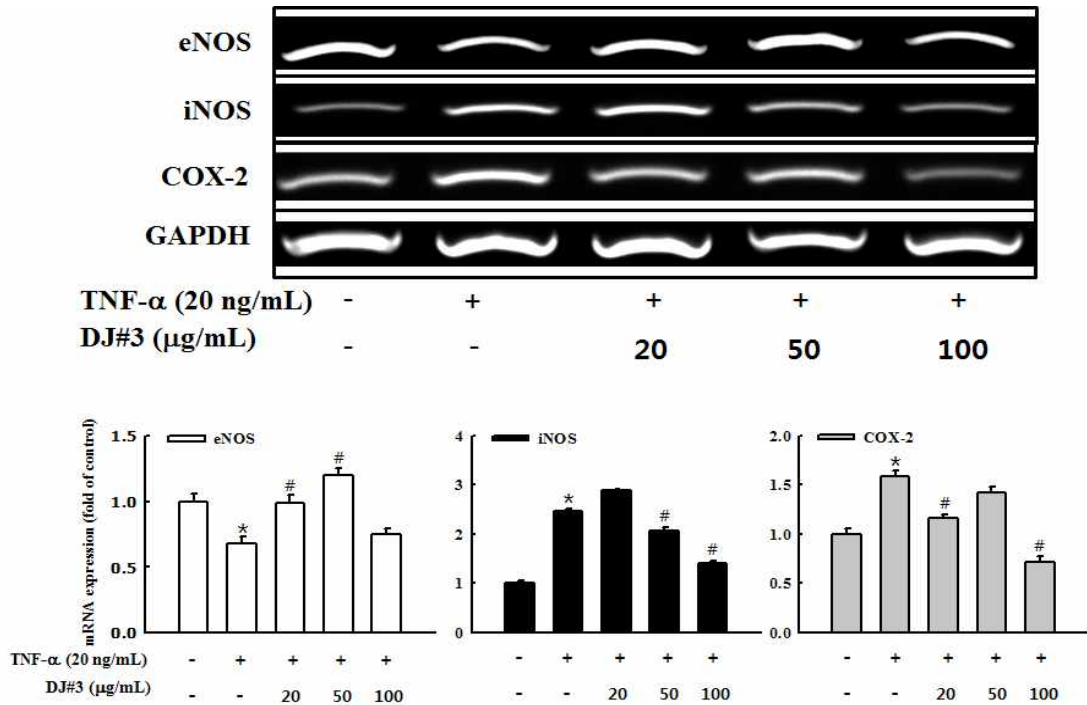 eNOS
iNOS
COX-2
GAPDH
TNF-α (20 ng/mL) - + + + +
DJ#3 (μg/mL) - - 20 50 100
mRNA expression (fold of control)
1.5
1.0
0.5
0.0
eNOS
* # #
4
3
2
1
0
iNOS
* # #
2.0
1.5
1.0
0.5
0.0
COX-2
* # #
TNF-α (20 ng/mL) - + + + + - + + + + - + + + +
DJ#3 (μg/mL) - - 20 50 100 - - 20 50 100 - - 20 50 100